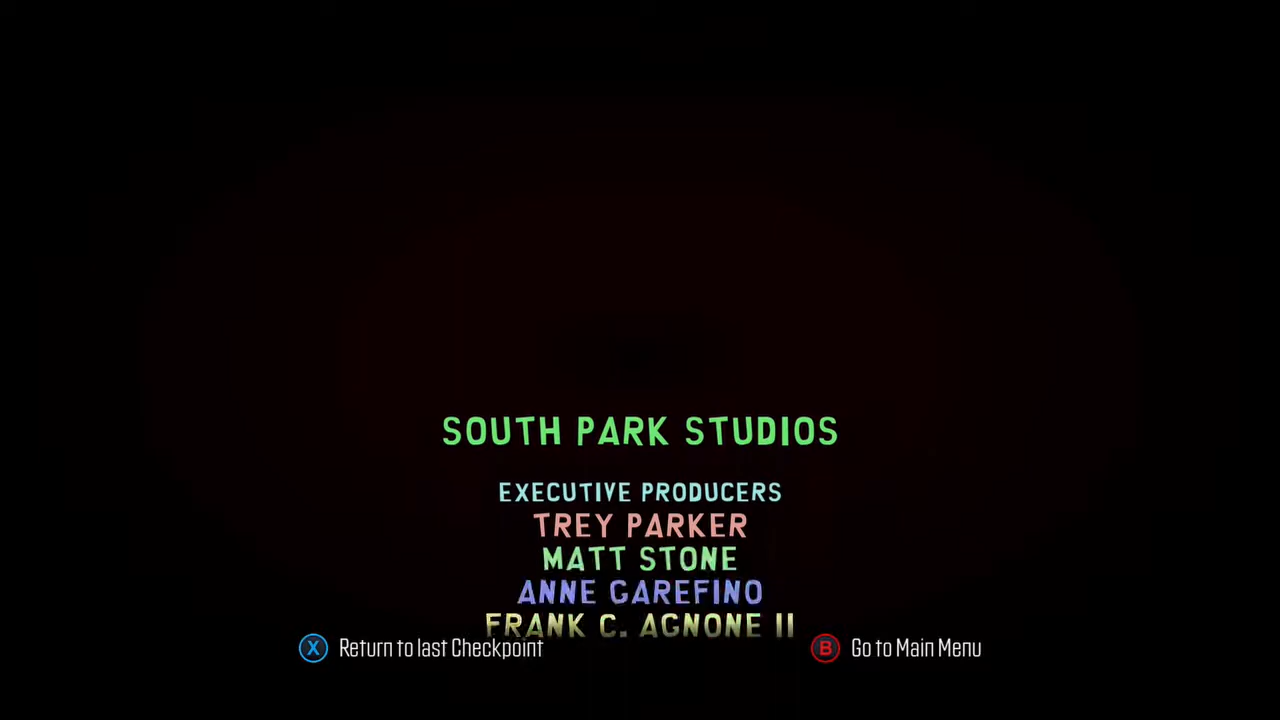 SOUTH PARK STUDIOS
EXECUTIVE PRODUCERS
TREY PARKER
MATT STONE
ANNE GAREFINO
FRANK C. AGNONE II
X Return to last Checkpoint
B Go to Main Menu